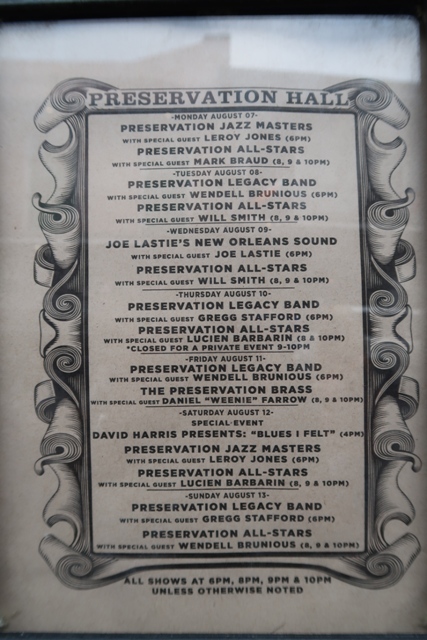 PRESERVATION HALL
-MONDAY AUGUST 07-
PRESERVATION JAZZ MASTERS
WITH SPECIAL GUEST LEROY JONES (6PM)
PRESERVATION ALL-STARS
WITH SPECIAL GUEST MARK BRAUD (8, 9 & 10PM)
-TUESDAY AUGUST 08-
PRESERVATION LEGACY BAND
WITH SPECIAL GUEST WENDELL BRUNIOUS (6PM)
PRESERVATION ALL-STARS
WITH SPECIAL GUEST WILL SMITH (8, 9 & 10PM)
-WEDNESDAY AUGUST 09-
JOE LASTIE'S NEW ORLEANS SOUND
WITH SPECIAL GUEST JOE LASTIE (6PM)
PRESERVATION ALL-STARS
WITH SPECIAL GUEST WILL SMITH (8, 9 & 10PM)
-THURSDAY AUGUST 10-
PRESERVATION LEGACY BAND
WITH SPECIAL GUEST GREGG STAFFORD (6PM)
PRESERVATION ALL-STARS
WITH SPECIAL GUEST LUCIEN BARBARIN (8 & 10PM)
*CLOSED FOR A PRIVATE EVENT 9-10PM
-FRIDAY AUGUST 11-
PRESERVATION LEGACY BAND
WITH SPECIAL GUEST WENDELL BRUNIOUS (6PM)
THE PRESERVATION BRASS
WITH SPECIAL GUEST DANIEL "WEENIE" FARROW (8, 9 & 10PM)
-SATURDAY AUGUST 12-
SPECIAL EVENT
DAVID HARRIS PRESENTS: "BLUES I FELT" (4PM)
PRESERVATION JAZZ MASTERS
WITH SPECIAL GUEST LEROY JONES (6PM)
PRESERVATION ALL-STARS
WITH SPECIAL GUEST LUCIEN BARBARIN (8, 9 & 10PM)
-SUNDAY AUGUST 13-
PRESERVATION LEGACY BAND
WITH SPECIAL GUEST GREGG STAFFORD (6PM)
PRESERVATION ALL-STARS
WITH SPECIAL GUEST WENDELL BRUNIOUS (8, 9 & 10PM)
ALL SHOWS AT 6PM, 8PM, 9PM & 10PM
UNLESS OTHERWISE NOTED